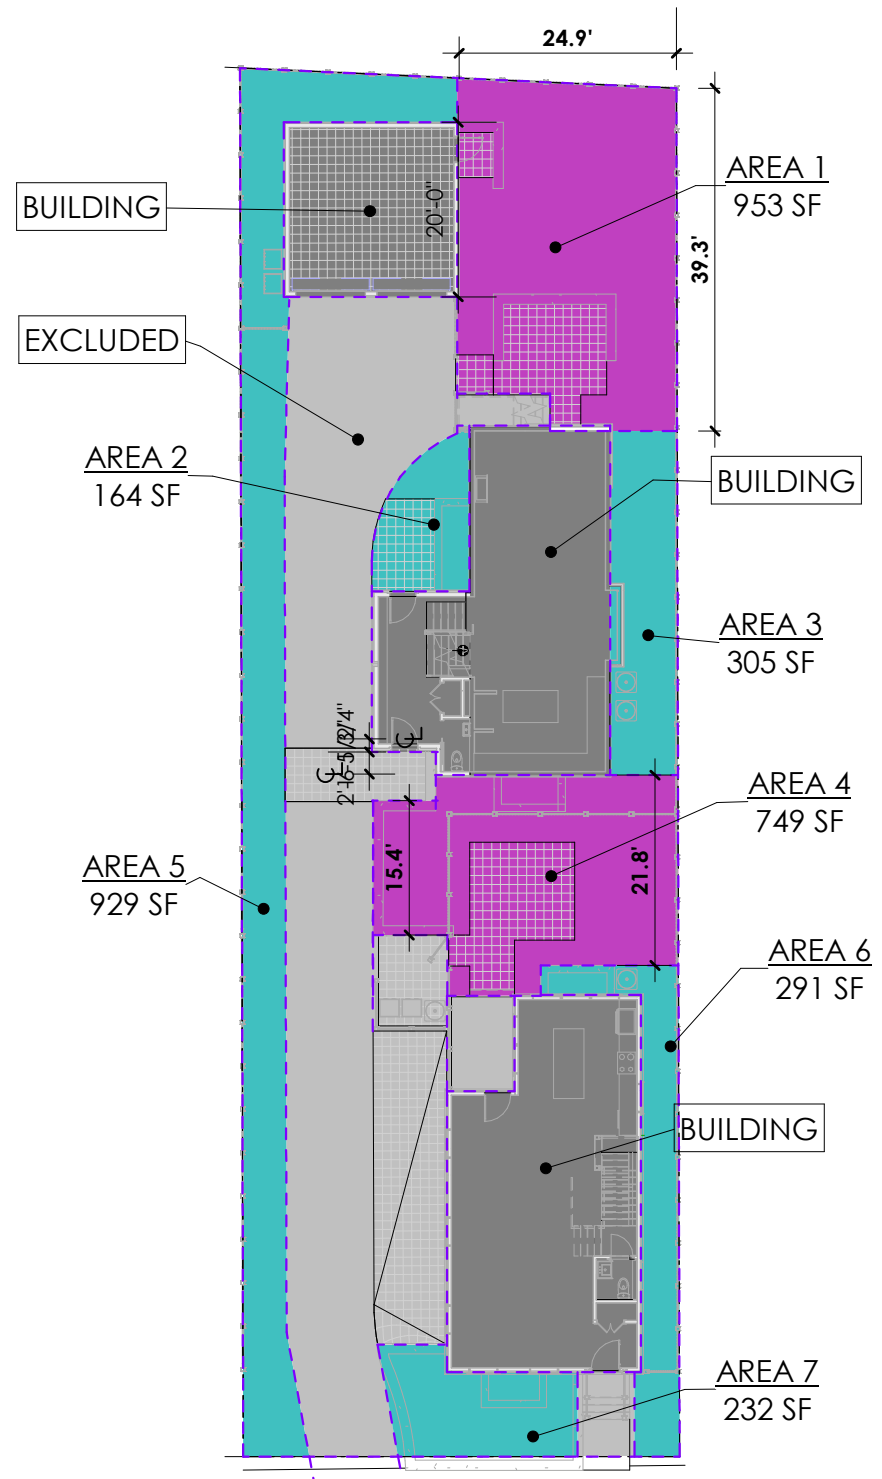 24.9'
AREA 1
953 SF
BUILDING
20'-0"
39.3'
EXCLUDED
AREA 2
164 SF
BUILDING
AREA 3
305 SF
AREA 4
749 SF
15.4'
21.8'
AREA 5
929 SF
AREA 6
291 SF
BUILDING
AREA 7
232 SF